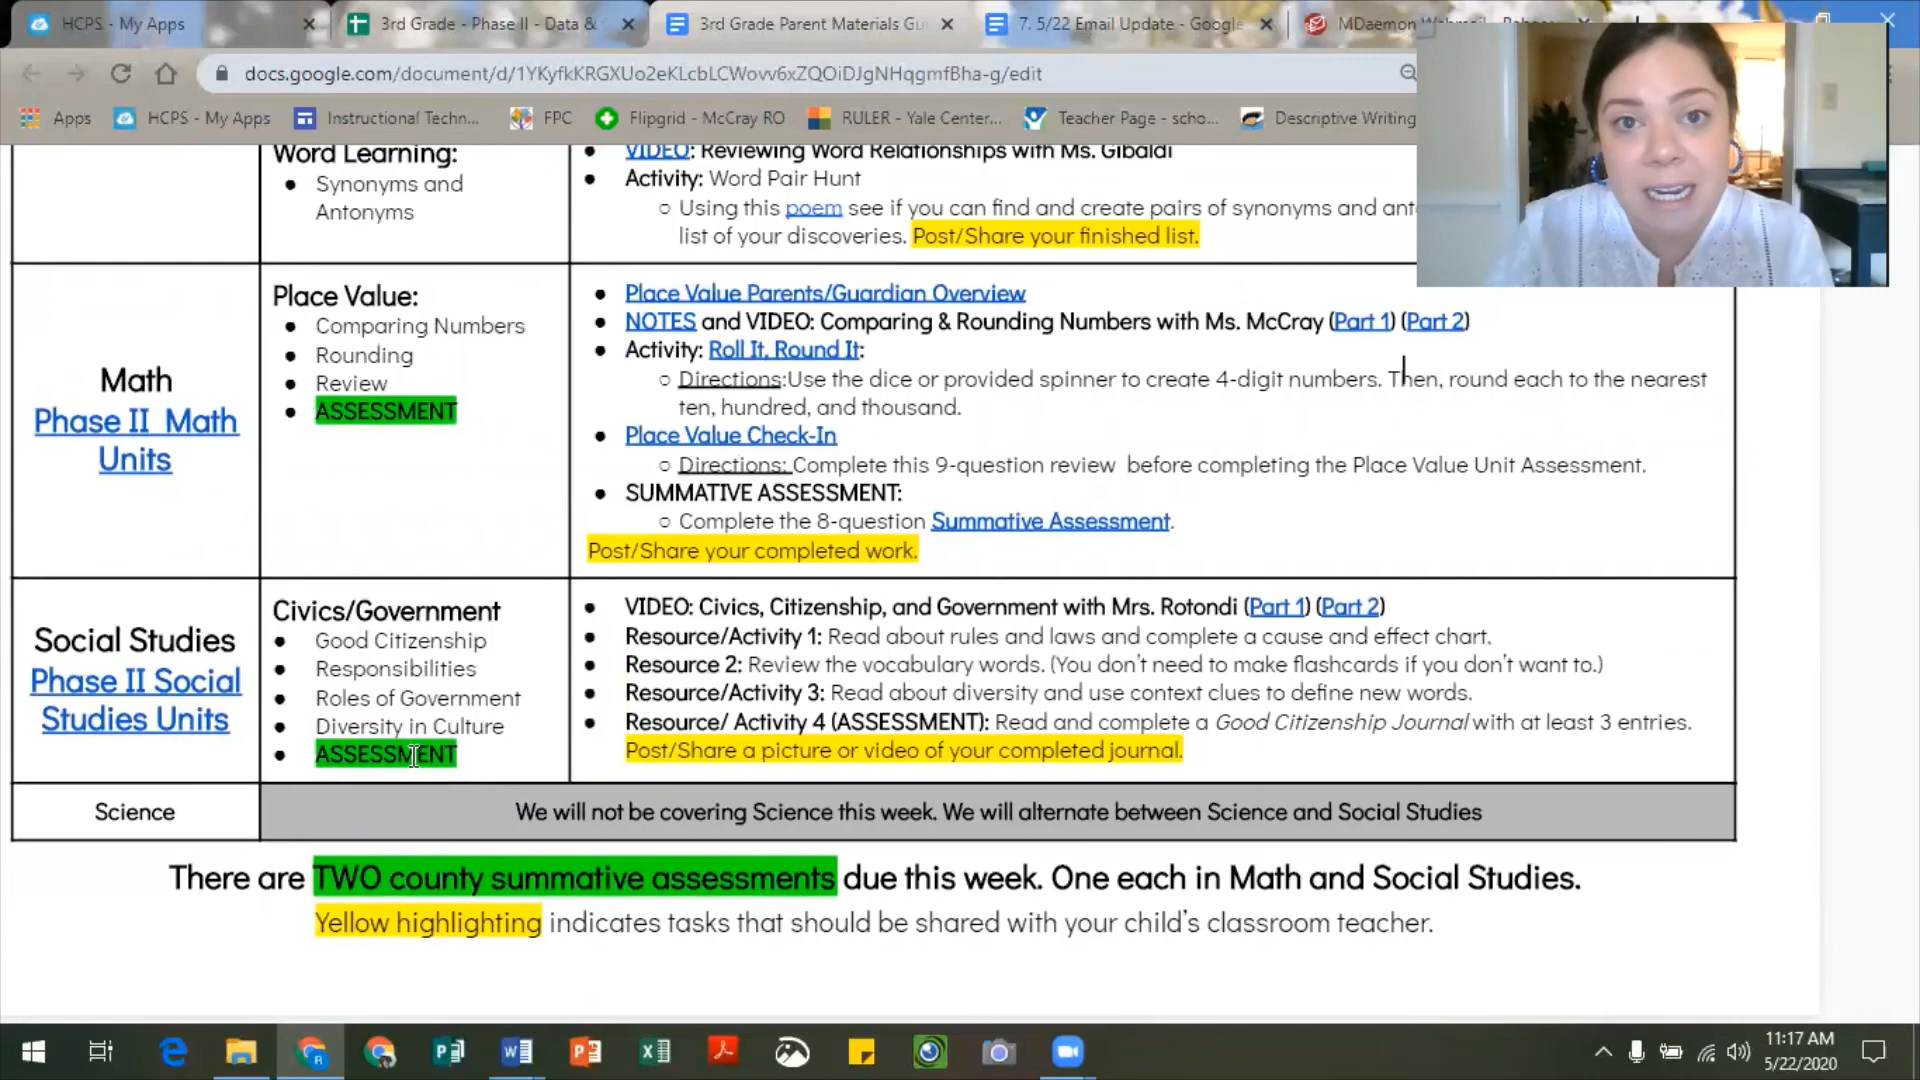 HCPS - My Apps
3rd Grade - Phase II - Data &
3rd Grade Parent Materials Gu
7. 5/22 Email Update - Google
MDaemon
docs.google.com/document/d/1YKyfkKRGXUo2eKLcbLCWovv6xZQOiDJgNHqgmfBha-g/edit
Apps
HCPS - My Apps
Instructional Techn...
FPC
Flipgrid - McCray RO
RULER - Yale Center...
Teacher Page - scho...
Descriptive Writing
Word Learning:
• Synonyms and
Antonyms
• VIDEO: Reviewing Word Relationships with Ms. Gibaldi
• Activity: Word Pair Hunt
○ Using this poem see if you can find and create pairs of synonyms and
list of your discoveries. Post/Share your finished list.
Math
Phase II Math
Units
Place Value:
• Comparing Numbers
• Rounding
• Review
• ASSESSMENT
• Place Value Parents/Guardian Overview
• NOTES and VIDEO: Comparing & Rounding Numbers with Ms. McCray (Part 1) (Part 2)
• Activity: Roll It, Round It:
○ Directions:Use the dice or provided spinner to create 4-digit numbers. Then, round each to the nearest
ten, hundred, and thousand.
• Place Value Check-In
○ Directions: Complete this 9-question review before completing the Place Value Unit Assessment.
• SUMMATIVE ASSESSMENT:
○ Complete the 8-question Summative Assessment.
Post/Share your completed work.
Social Studies
Phase II Social
Studies Units
Civics/Government
• Good Citizenship
• Responsibilities
• Roles of Government
• Diversity in Culture
• ASSESSMENT
• VIDEO: Civics, Citizenship, and Government with Mrs. Rotondi (Part 1) (Part 2)
• Resource/Activity 1: Read about rules and laws and complete a cause and effect chart.
• Resource 2: Review the vocabulary words. (You don't need to make flashcards if you don't want to.)
• Resource/Activity 3: Read about diversity and use context clues to define new words.
• Resource/ Activity 4 (ASSESSMENT): Read and complete a Good Citizenship Journal with at least 3 entries.
Post/Share a picture or video of your completed journal.
Science
We will not be covering Science this week. We will alternate between Science and Social Studies
There are TWO county summative assessments due this week. One each in Math and Social Studies.
Yellow highlighting indicates tasks that should be shared with your child's classroom teacher.
11:17 AM
5/22/2020